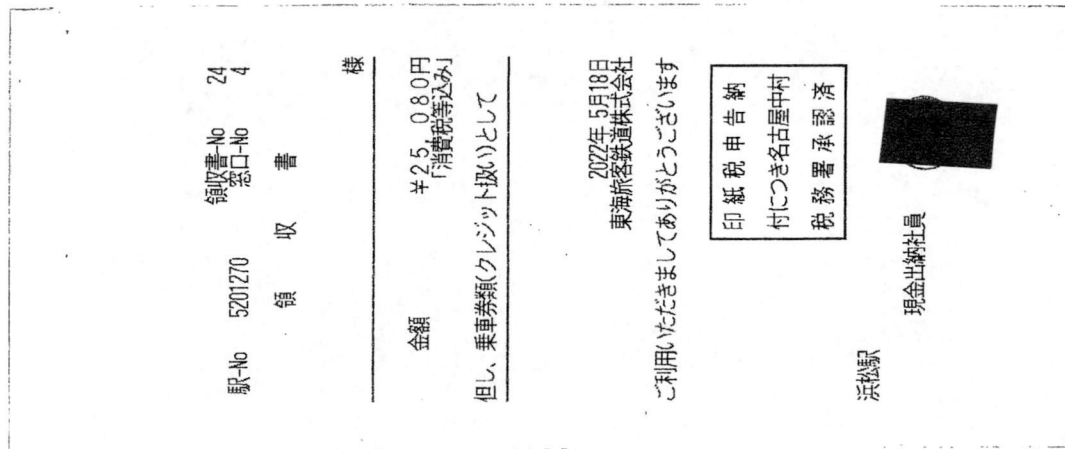 駅-No 5201270 領収書-No 24
窓口-No 4
領収書
様
金額 ¥25,080円
「消費税等込み」
但し、乗車券類(クレジット扱い)として
2022年 5月18日
東海旅客鉄道株式会社
ご利用いただきましてありがとうございます
印紙税申告納
付につき名古屋中村
税務署承認済
現金出納社員
浜松駅